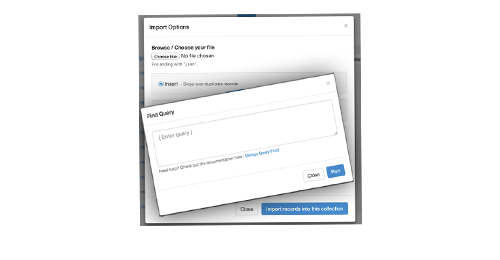 Import Options
×
Browse / Choose your file
Choose File No file chosen
File ending with ".json".
Insert - Skips over duplicate records
×
Find Query
[ Enter query ]
Need help? Check out the documentation here: Mongo Query/Find
Close Run
Close Import records into this collection